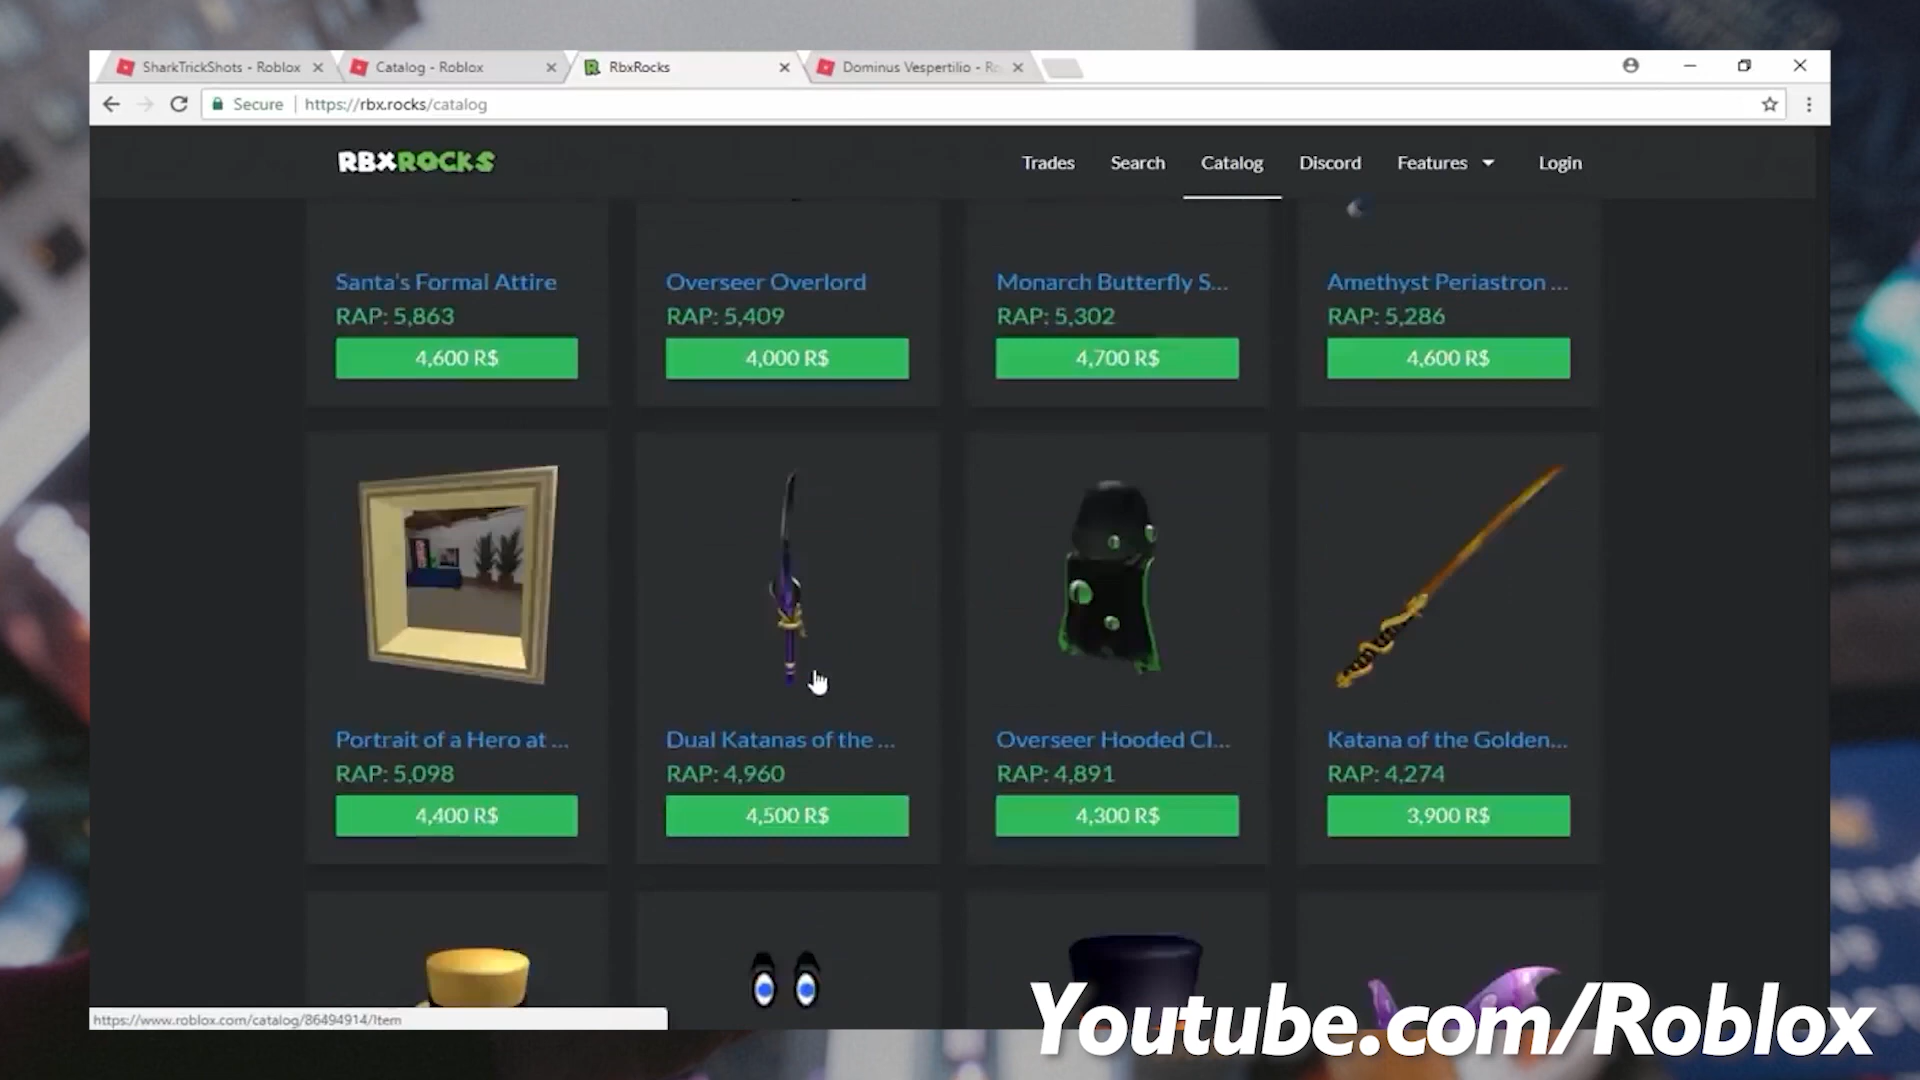 SharkTrickShots - Roblox
Catalog - Roblox
RbxRocks
Dominus Vespertilio - Ro
Secure
https://rbx.rocks/catalog
RBXROCKS
Trades
Search
Catalog
Discord
Features
Login
Santa's Formal Attire
RAP: 5,863
4,600 R$
Overseer Overlord
RAP: 5,409
4,000 R$
Monarch Butterfly S...
RAP: 5,302
4,700 R$
Amethyst Periastron ...
RAP: 5,286
4,600 R$
Portrait of a Hero at ...
RAP: 5,098
4,400 R$
Dual Katanas of the ...
RAP: 4,960
4,500 R$
Overseer Hooded Cl...
RAP: 4,891
4,300 R$
Katana of the Golden...
RAP: 4,274
3,900 R$
https://www.roblox.com/catalog/86494914/Item
Youtube.com/Roblox